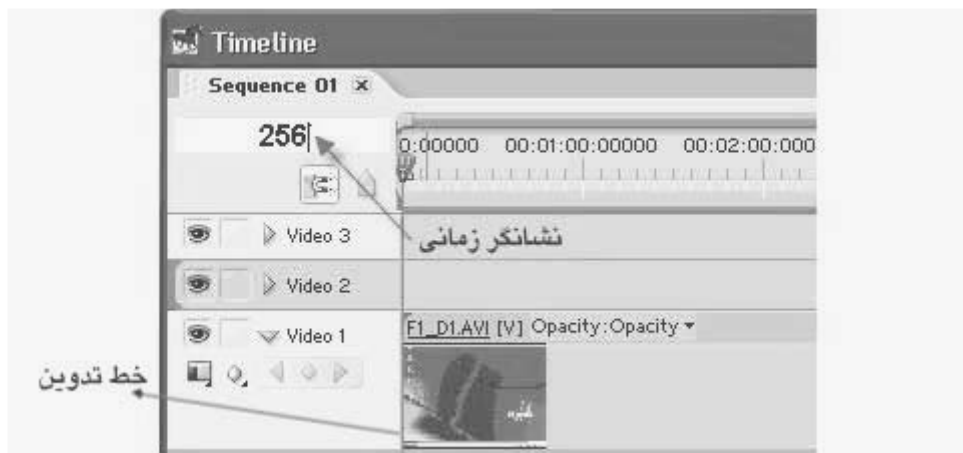 Timeline
Sequence 01
256
0:00000 00:01:00:00000 00:02:00:000
Video 3
نشانگر زمانی
Video 2
Video 1
F1_D1.AVI [V] Opacity:Opacity
خط تدوین